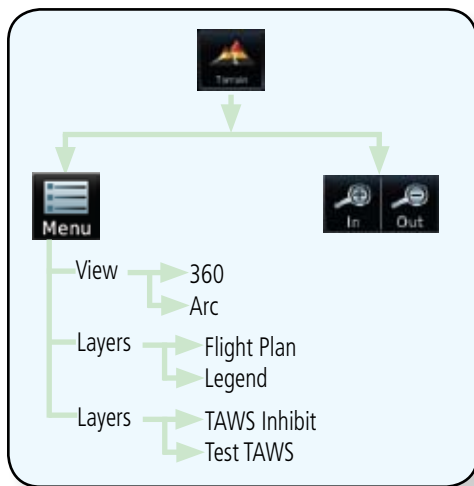 Terrain
Menu
In Out
View
360
Arc
Layers
Flight Plan
Legend
Layers
TAWS Inhibit
Test TAWS